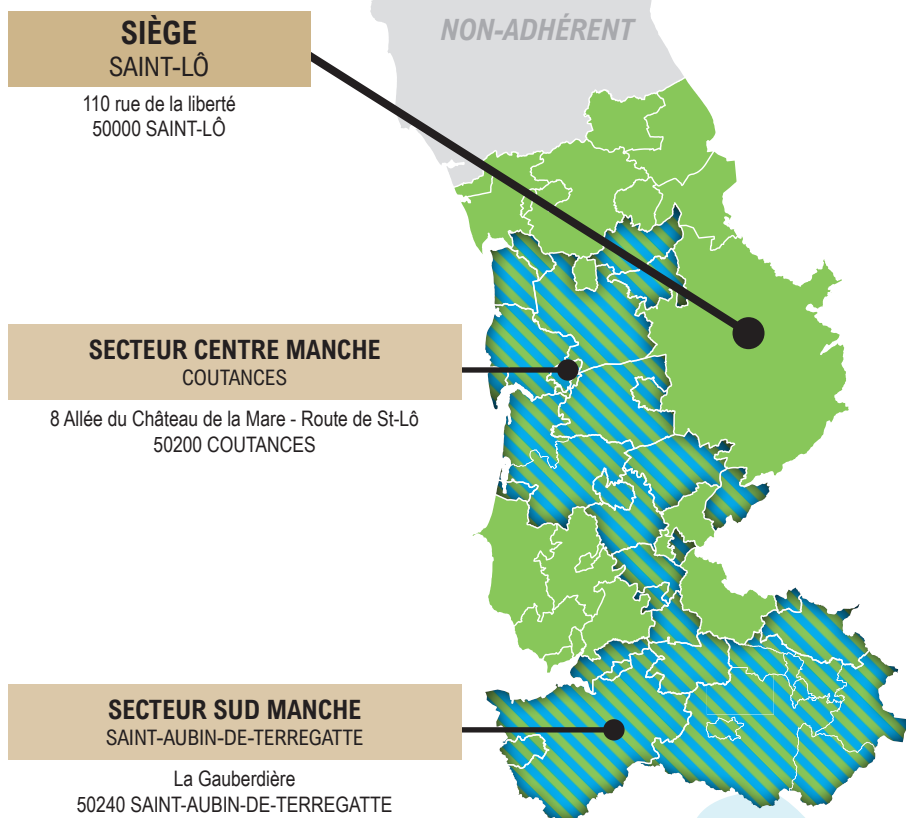 NON-ADHÉRENT
SIÈGE
SAINT-LÔ
110 rue de la liberté
50000 SAINT-LÔ
SECTEUR CENTRE MANCHE
COUTANCES
8 Allée du Château de la Mare - Route de St-Lô
50200 COUTANCES
SECTEUR SUD MANCHE
SAINT-AUBIN-DE-TERREGATTE
La Gauberdière
50240 SAINT-AUBIN-DE-TERREGATTE